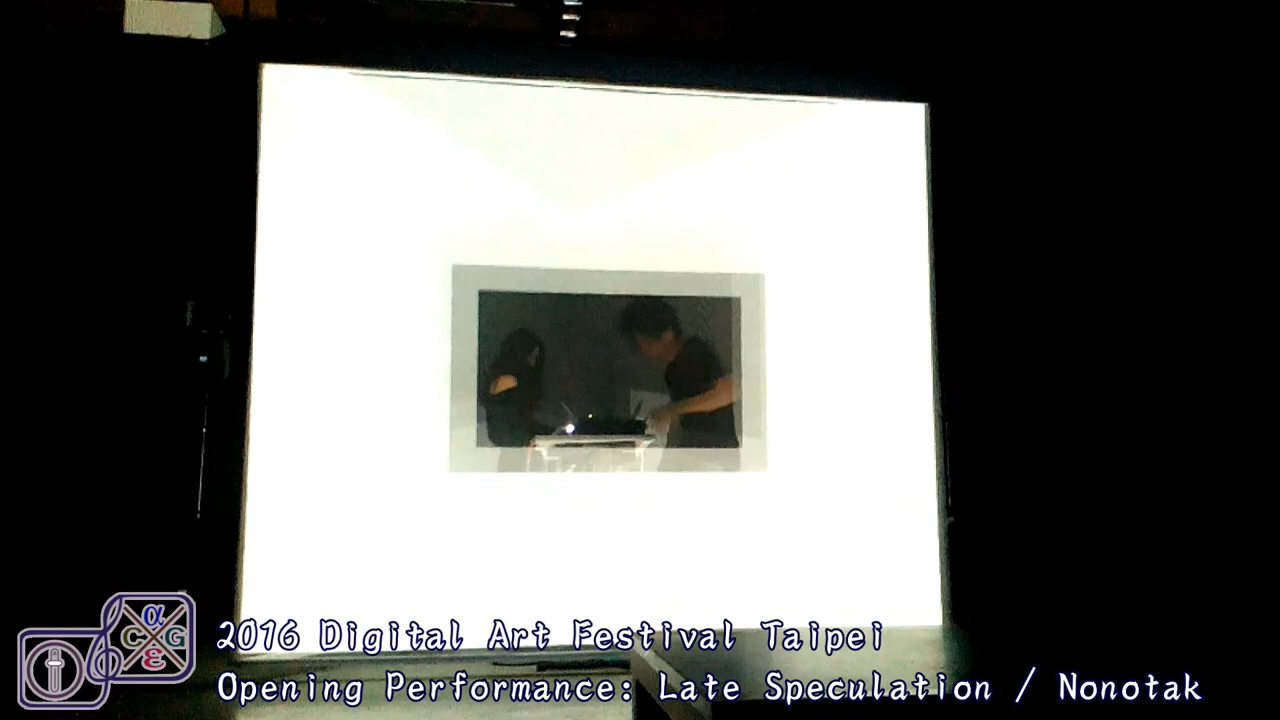 α
C G
ε
2016 Digital Art Festival Taipei
Opening Performance: Late Speculation / Nonotak